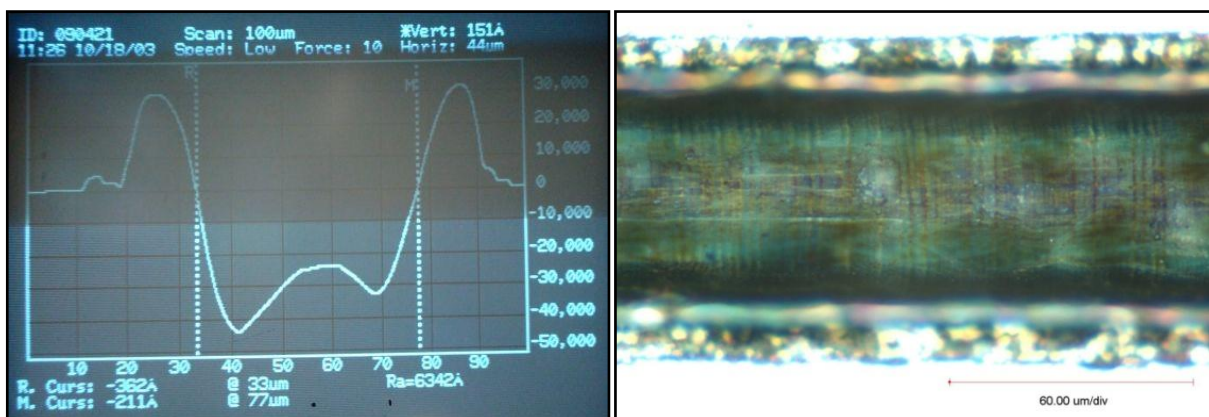 ID: 090421 Scan: 100um *Vert: 151Å
11:26 10/18/03 Speed: Low Force: 10 Horiz: 44um
R
M
30,000
20,000
10,000
0
-10,000
-20,000
-30,000
-40,000
-50,000
10 20 30 40 50 60 70 80 90
R. Curs: -362Å @ 33um Ra=6342Å
M. Curs: -211Å @ 77um
60.00 um/div